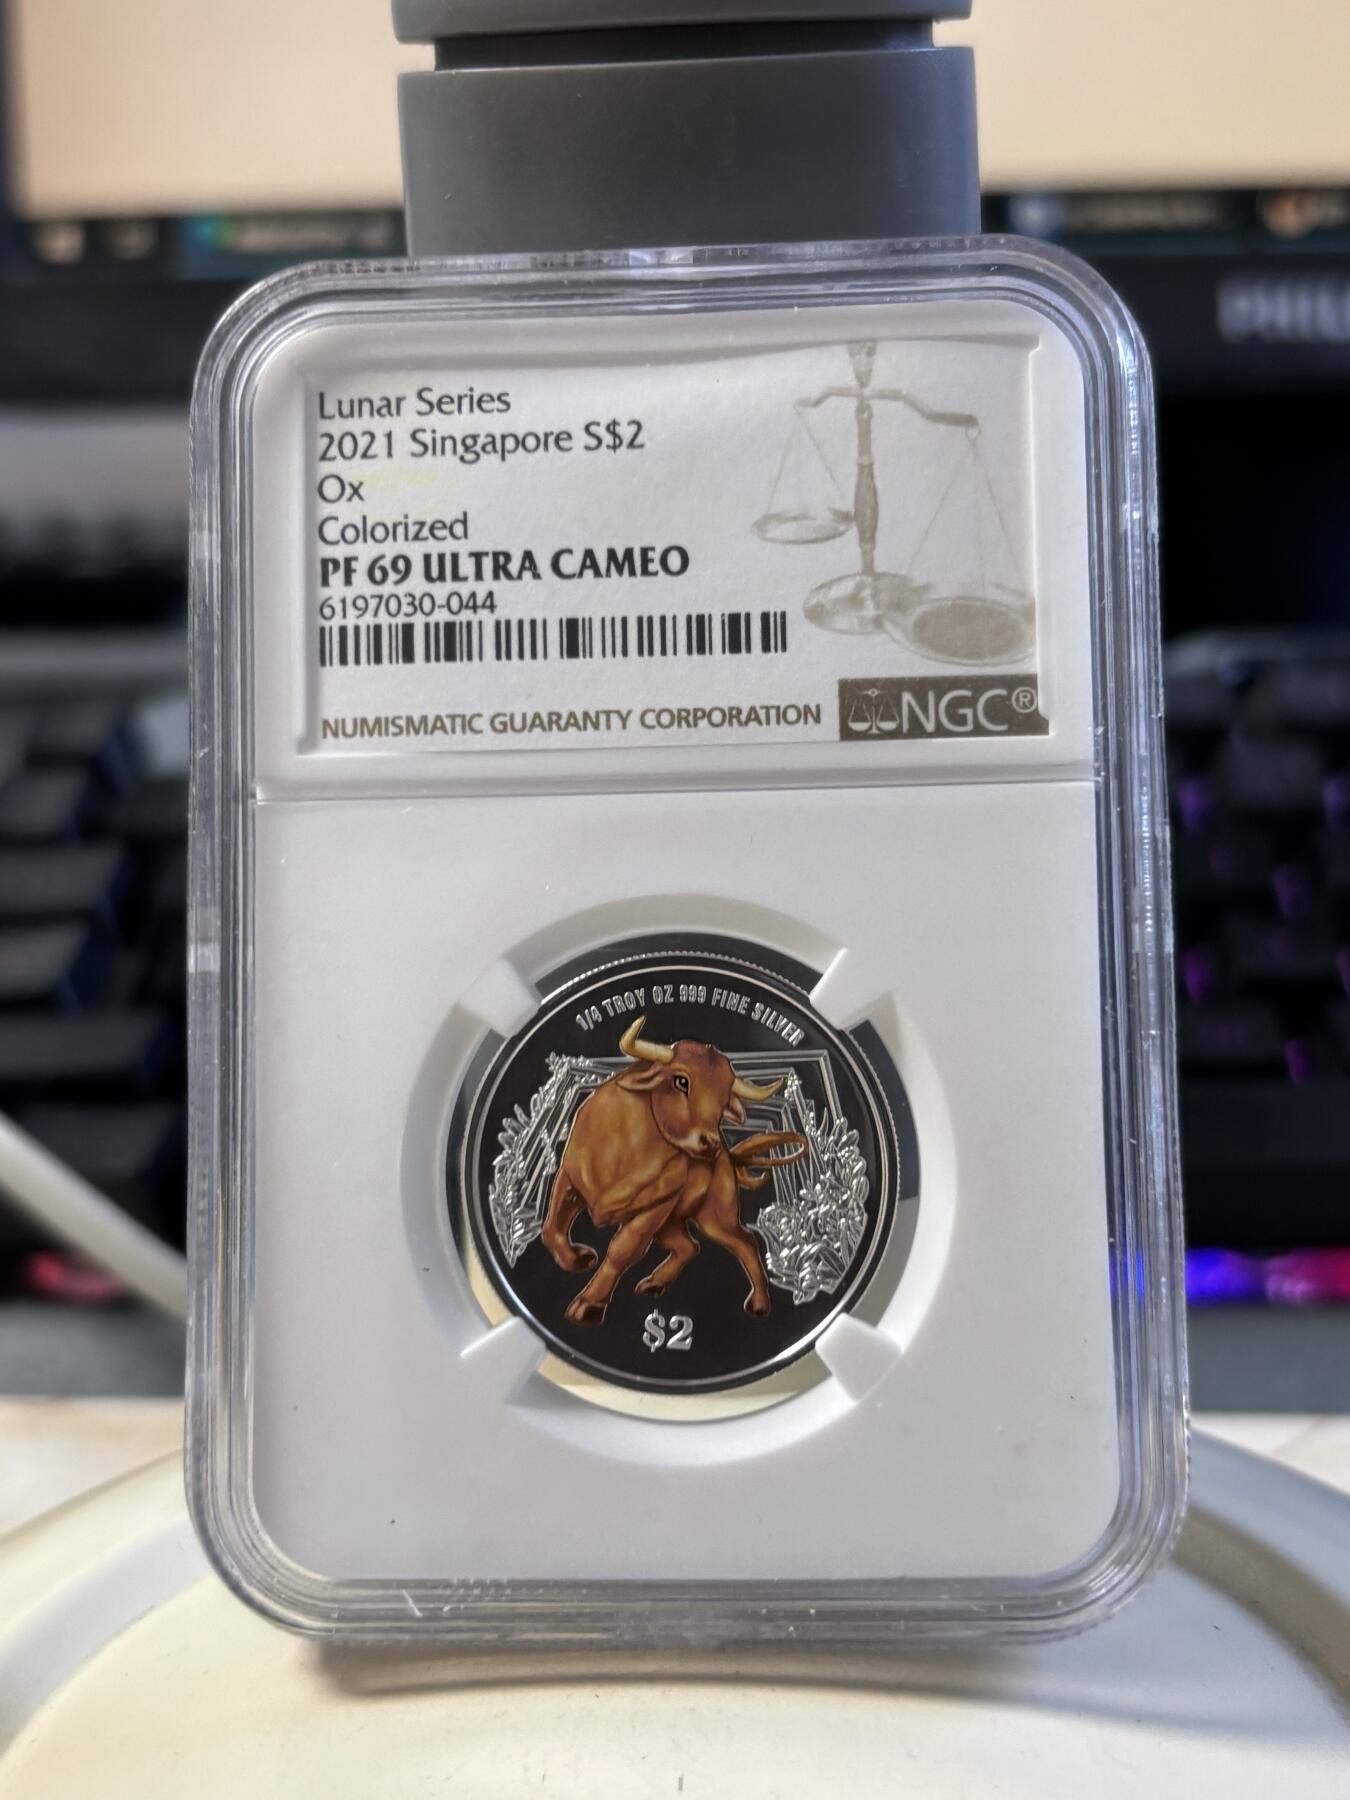 Lunar Series
2021 Singapore S$2
Ox
Colorized
PF 69 ULTRA CAMEO
6197030-044
NUMISMATIC GUARANTY CORPORATION
NGC®
1/4 TROY OZ 999 FINE SILVER
$2